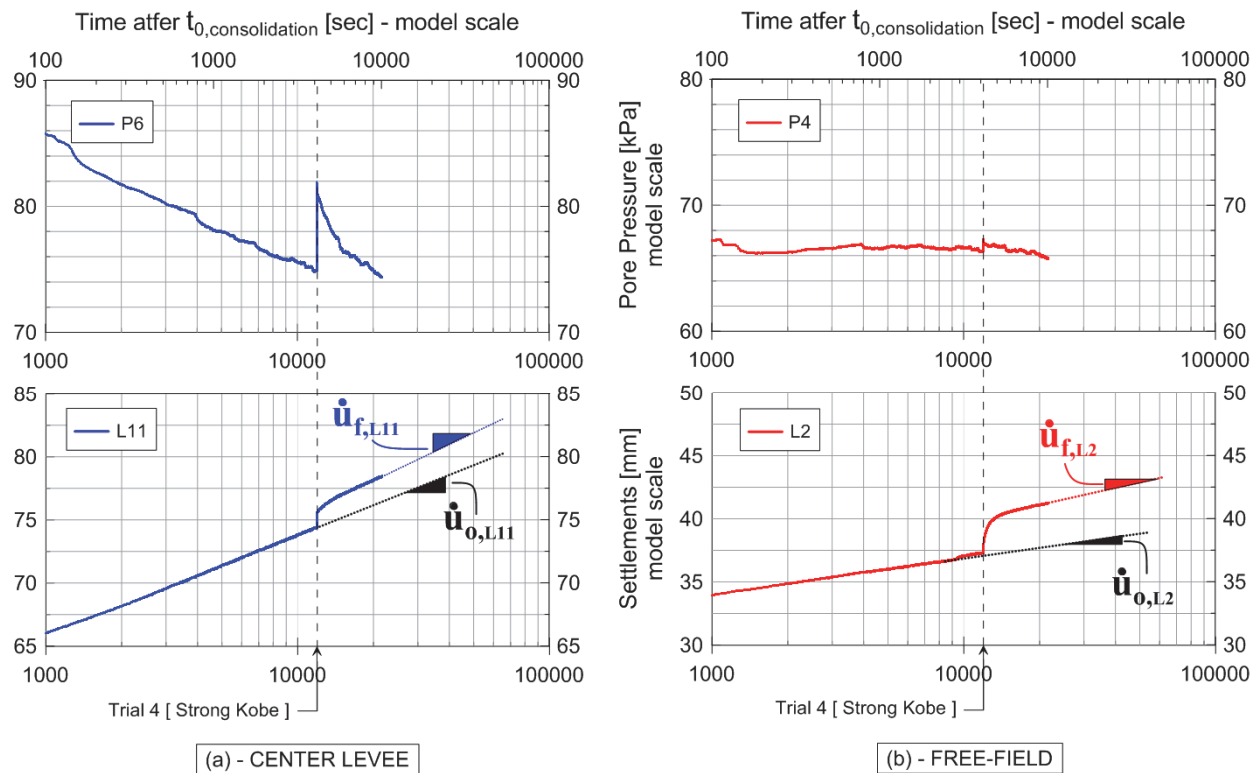 Time atfer t0,consolidation [sec] - model scale
100 1000 10000
90 90
80 80
70 70
P6
1000 10000 100000
85 85
80 80
75 75
70 70
65 65
L11
u̇f,L11
u̇o,L11
1000 10000 100000
Trial 4 [ Strong Kobe ]
(a) - CENTER LEVEE
Time after t0,consolidation [sec] - model scale
100 1000 10000 100000
Pore Pressure [kPa]
model scale
80 80
70 70
60 60
P4
1000 10000 100000
Settlements [mm]
model scale
50 50
45 45
40 40
35 35
30 30
L2
u̇f,L2
u̇o,L2
1000 10000 100000
Trial 4 [ Strong Kobe ]
(b) - FREE-FIELD